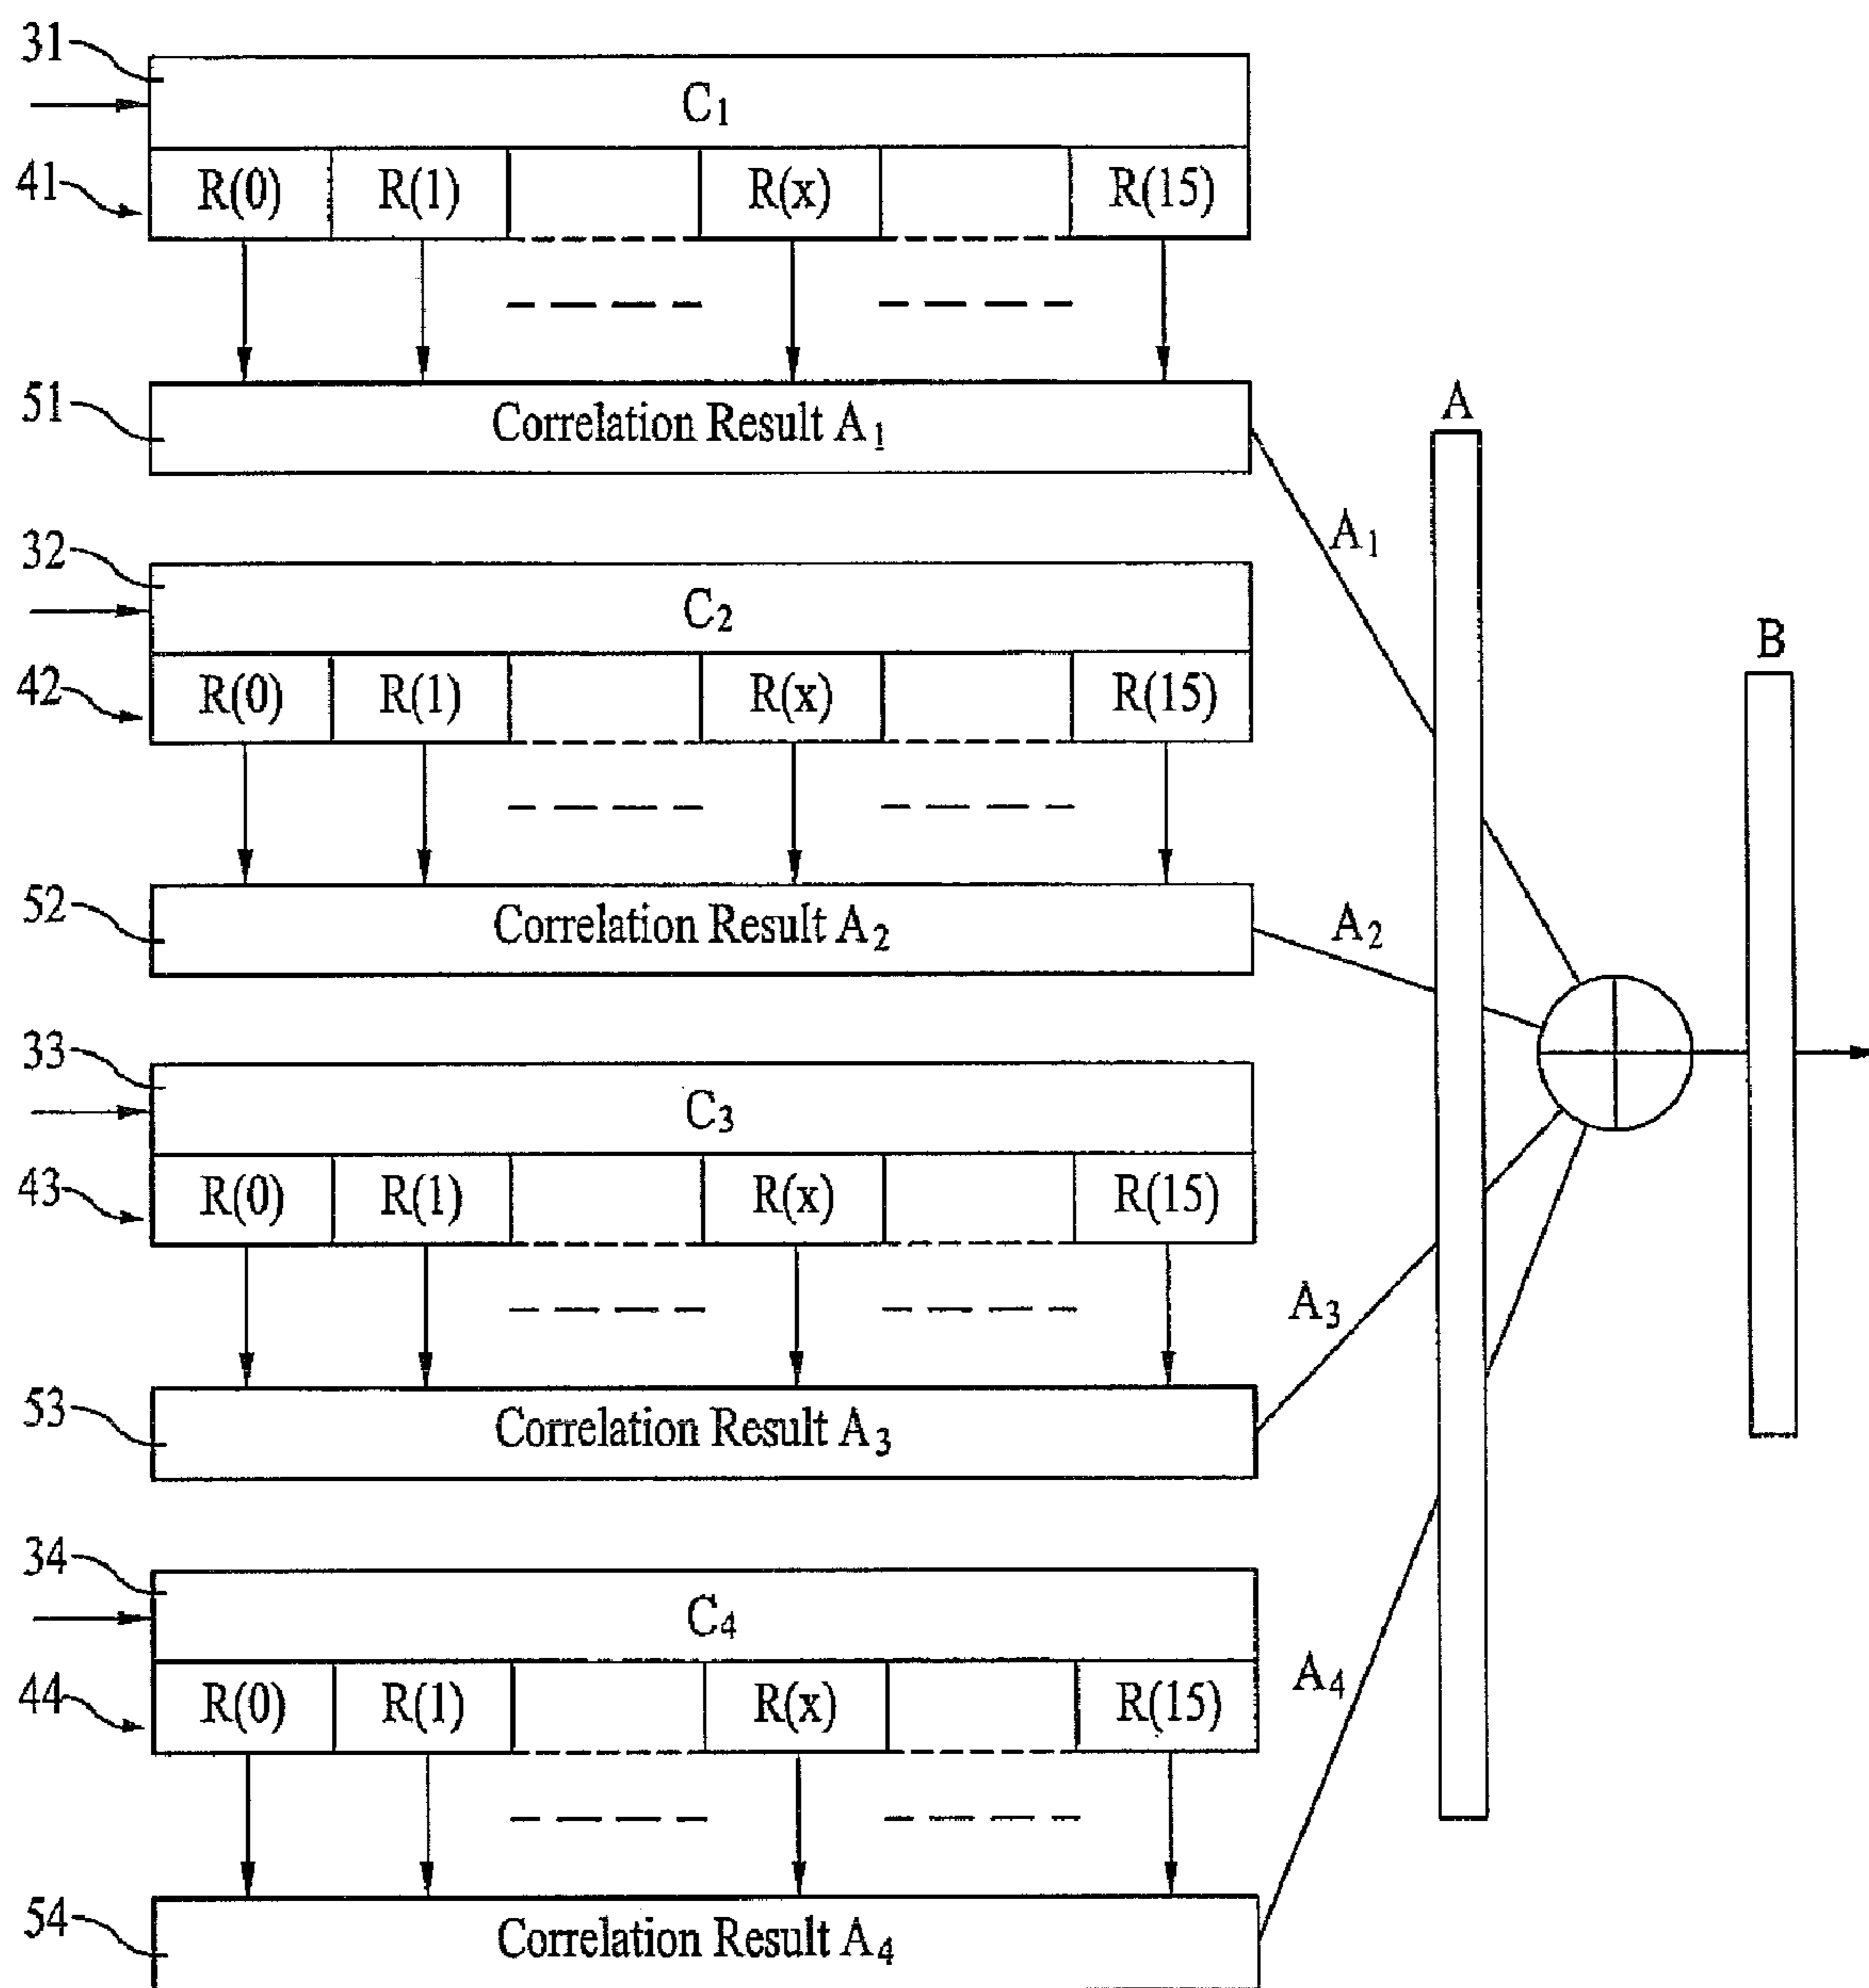 31
C₁
41
R(0) R(1) R(x) R(15)
51
Correlation Result A₁
A
A₁
32
C₂
B
42
R(0) R(1) R(x) R(15)
52
Correlation Result A₂
A₂
33
C₃
43
R(0) R(1) R(x) R(15)
A₃
53
Correlation Result A₃
34
C₄
44
R(0) R(1) R(x) R(15)
A₄
54
Correlation Result A₄